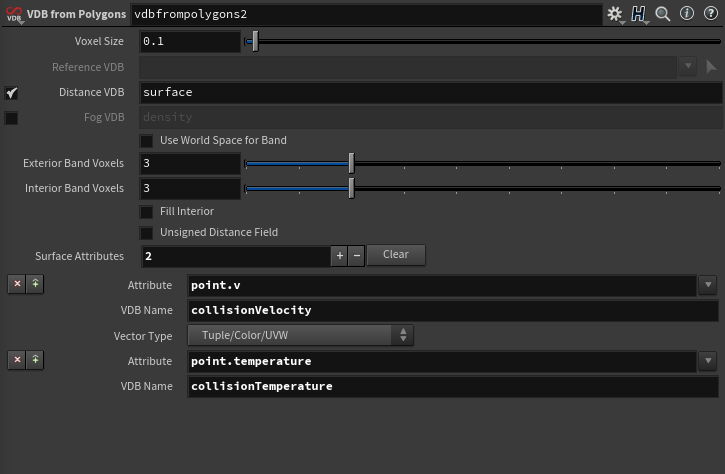 VDB from Polygons vdbfrompolygons2
Voxel Size 0.1
Reference VDB
Distance VDB surface
Fog VDB density
Use World Space for Band
Exterior Band Voxels 3
Interior Band Voxels 3
Fill Interior
Unsigned Distance Field
Surface Attributes 2 + − Clear
Attribute point.v
VDB Name collisionVelocity
Vector Type Tuple/Color/UVW
Attribute point.temperature
VDB Name collisionTemperature